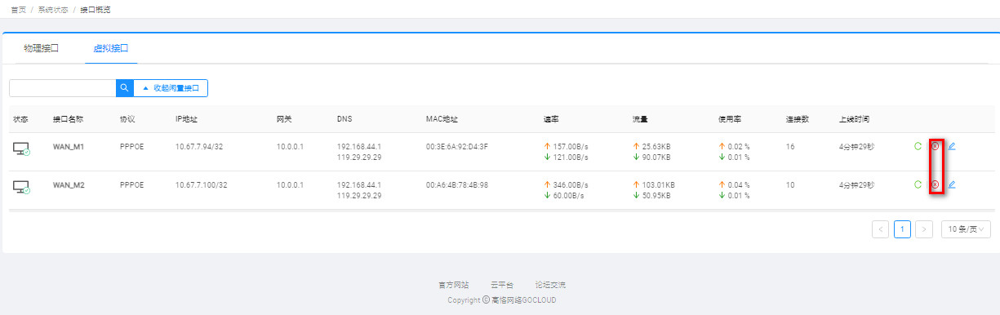 首页 / 系统状态 / 接口概览
物理接口 虚拟接口
收起闲置接口
状态 接口名称 协议 IP地址 网关 DNS MAC地址 速率 流量 使用率 连接数 上线时间
WAN_M1 PPPOE 10.67.7.94/32 10.0.0.1 192.168.44.1 00:3E:6A:92:D4:3F 157.00B/s 25.63KB 0.02 % 16 4分钟29秒
119.29.29.29 121.00B/s 90.07KB 0.01 %
WAN_M2 PPPOE 10.67.7.100/32 10.0.0.1 192.168.44.1 00:A6:4B:78:4B:98 346.00B/s 103.01KB 0.04 % 10 4分钟29秒
119.29.29.29 60.00B/s 50.95KB 0.01 %
< 1 > 10 条/页
官方网站 云平台 论坛交流
Copyright © 高恪网络GOCLOUD